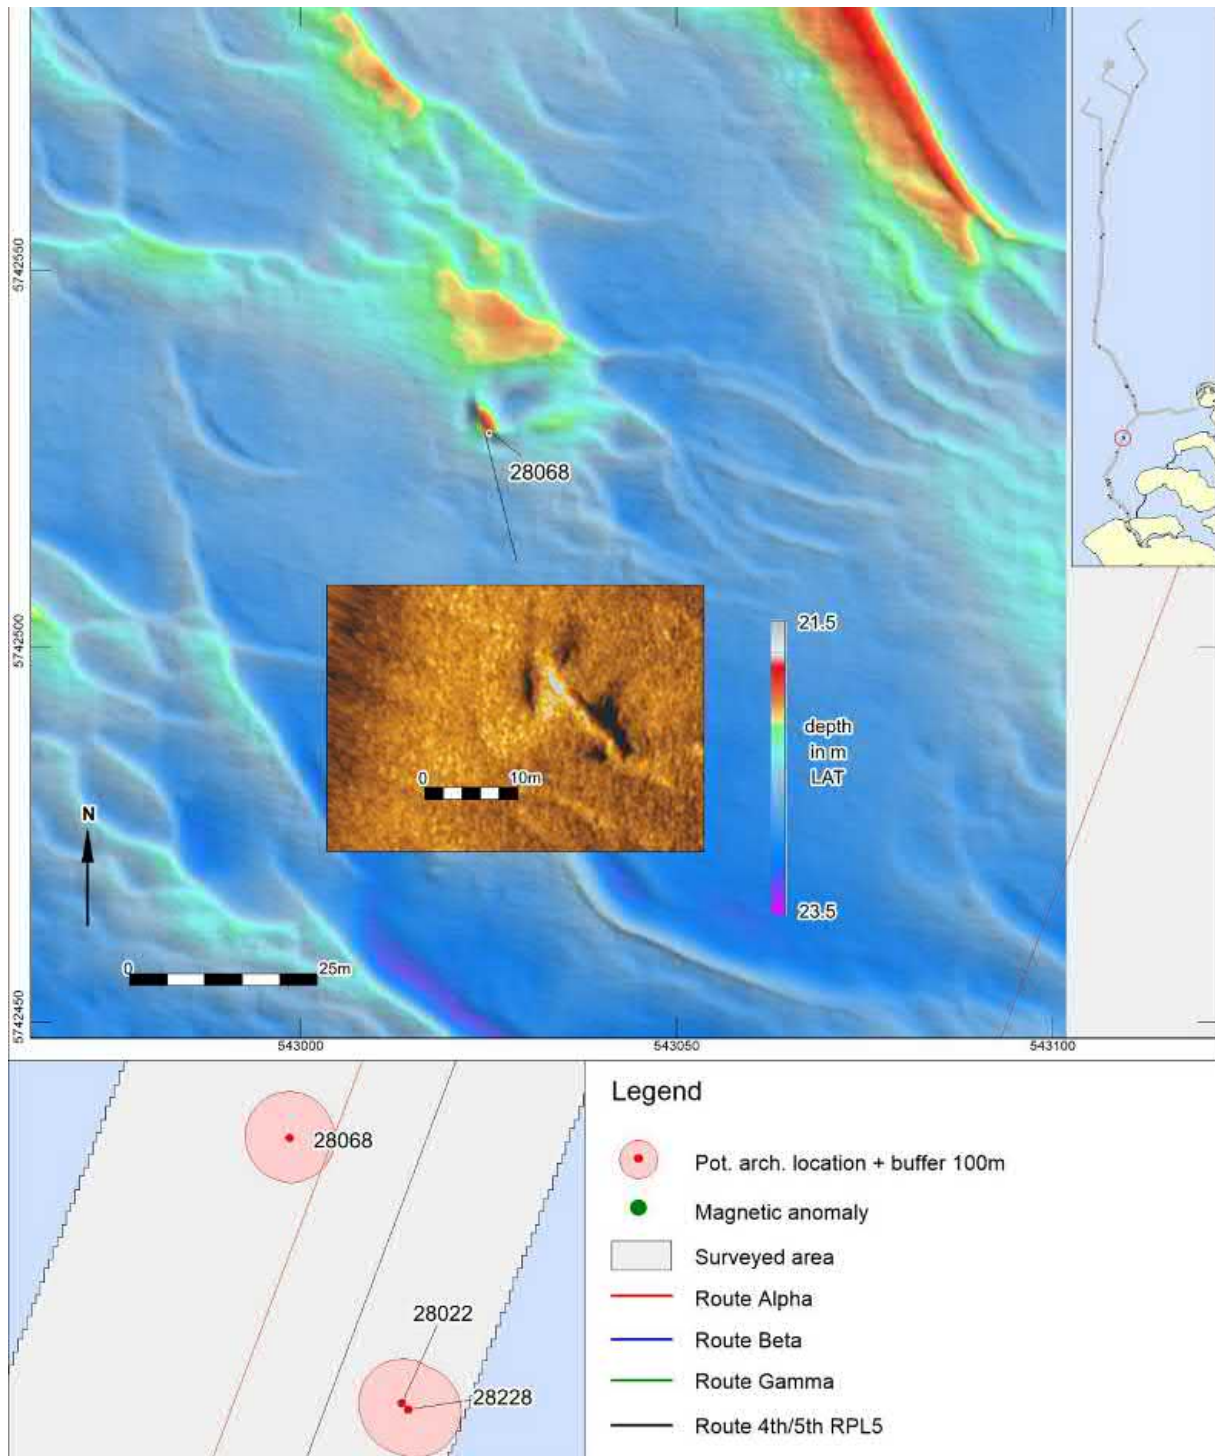 5742550
28068
5742500
21.5
depth
in m
LAT
23.5
0
10m
N
0
25m
5742450
543000
543050
543100
28068
28022
28228
Legend
Pot. arch. location + buffer 100m
Magnetic anomaly
Surveyed area
Route Alpha
Route Beta
Route Gamma
Route 4th/5th RPL5